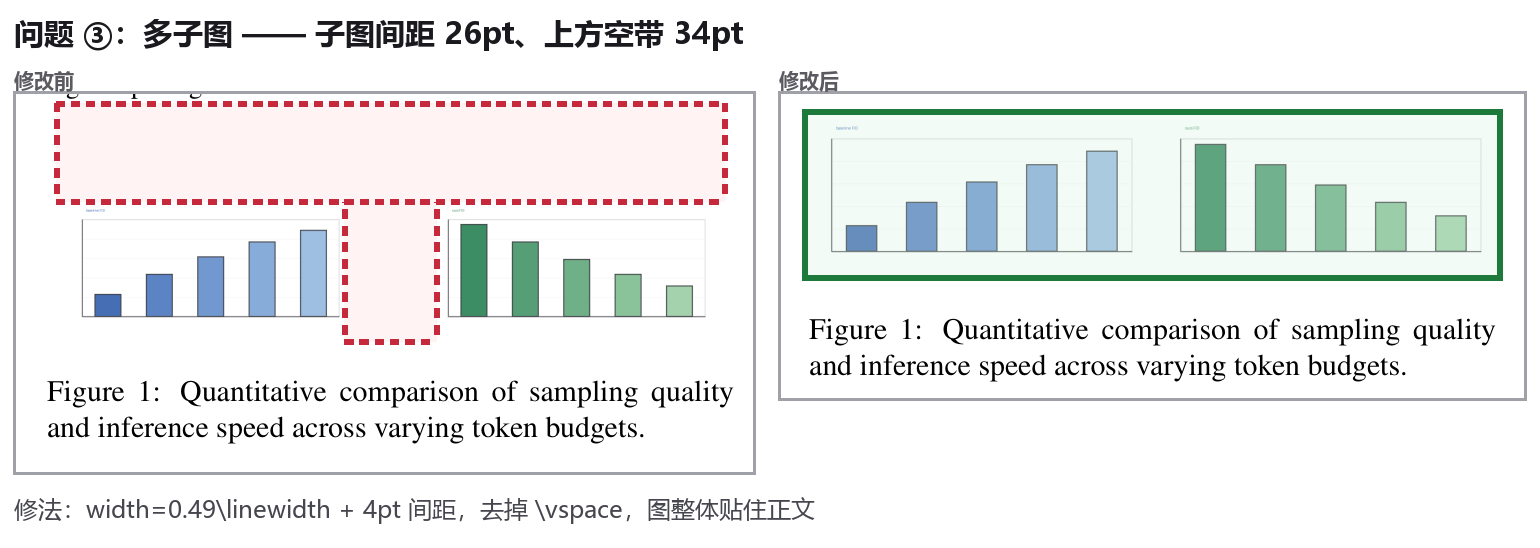 问题 ③：多子图 —— 子图间距 26pt、上方空带 34pt
修改前
修改后
Figure 1: Quantitative comparison of sampling quality
and inference speed across varying token budgets.
Figure 1: Quantitative comparison of sampling quality
and inference speed across varying token budgets.
修法：width=0.49\linewidth + 4pt 间距，去掉 \vspace，图整体贴住正文